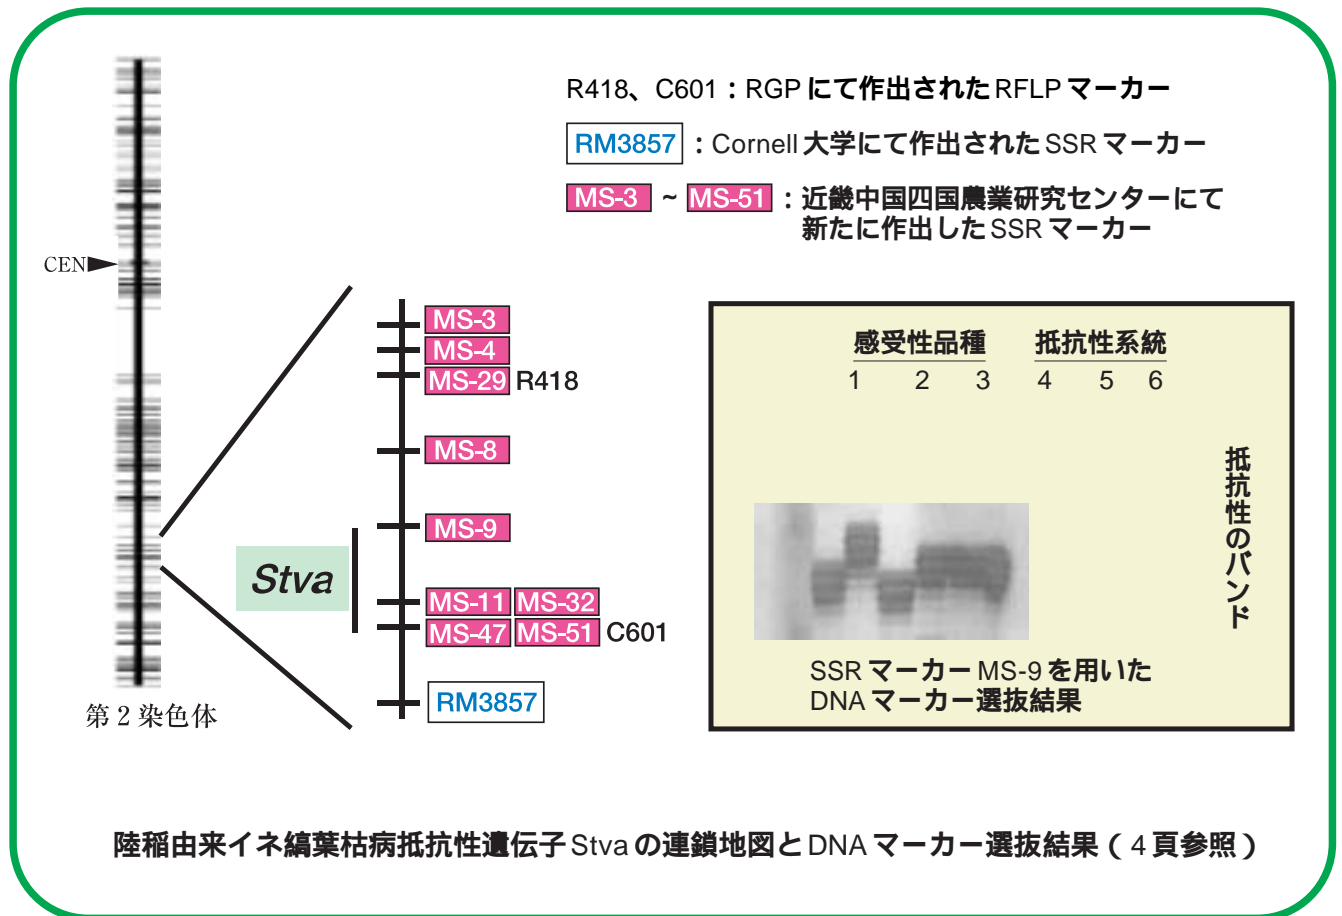 R418、C601：RGPにて作出されたRFLPマーカー
RM3857：Cornell大学にて作出されたSSRマーカー
MS-3 ~ MS-51：近畿中国四国農業研究センターにて
新たに作出したSSRマーカー
CEN
第2染色体
MS-3
MS-4
MS-29 R418
MS-8
MS-9
Stva
MS-11 MS-32
MS-47 MS-51 C601
RM3857
感受性品種 抵抗性系統
1 2 3 4 5 6
抵抗性のバンド
SSRマーカーMS-9を用いた
DNAマーカー選抜結果
陸稲由来イネ縞葉枯病抵抗性遺伝子Stvaの連鎖地図とDNAマーカー選抜結果（4頁参照）